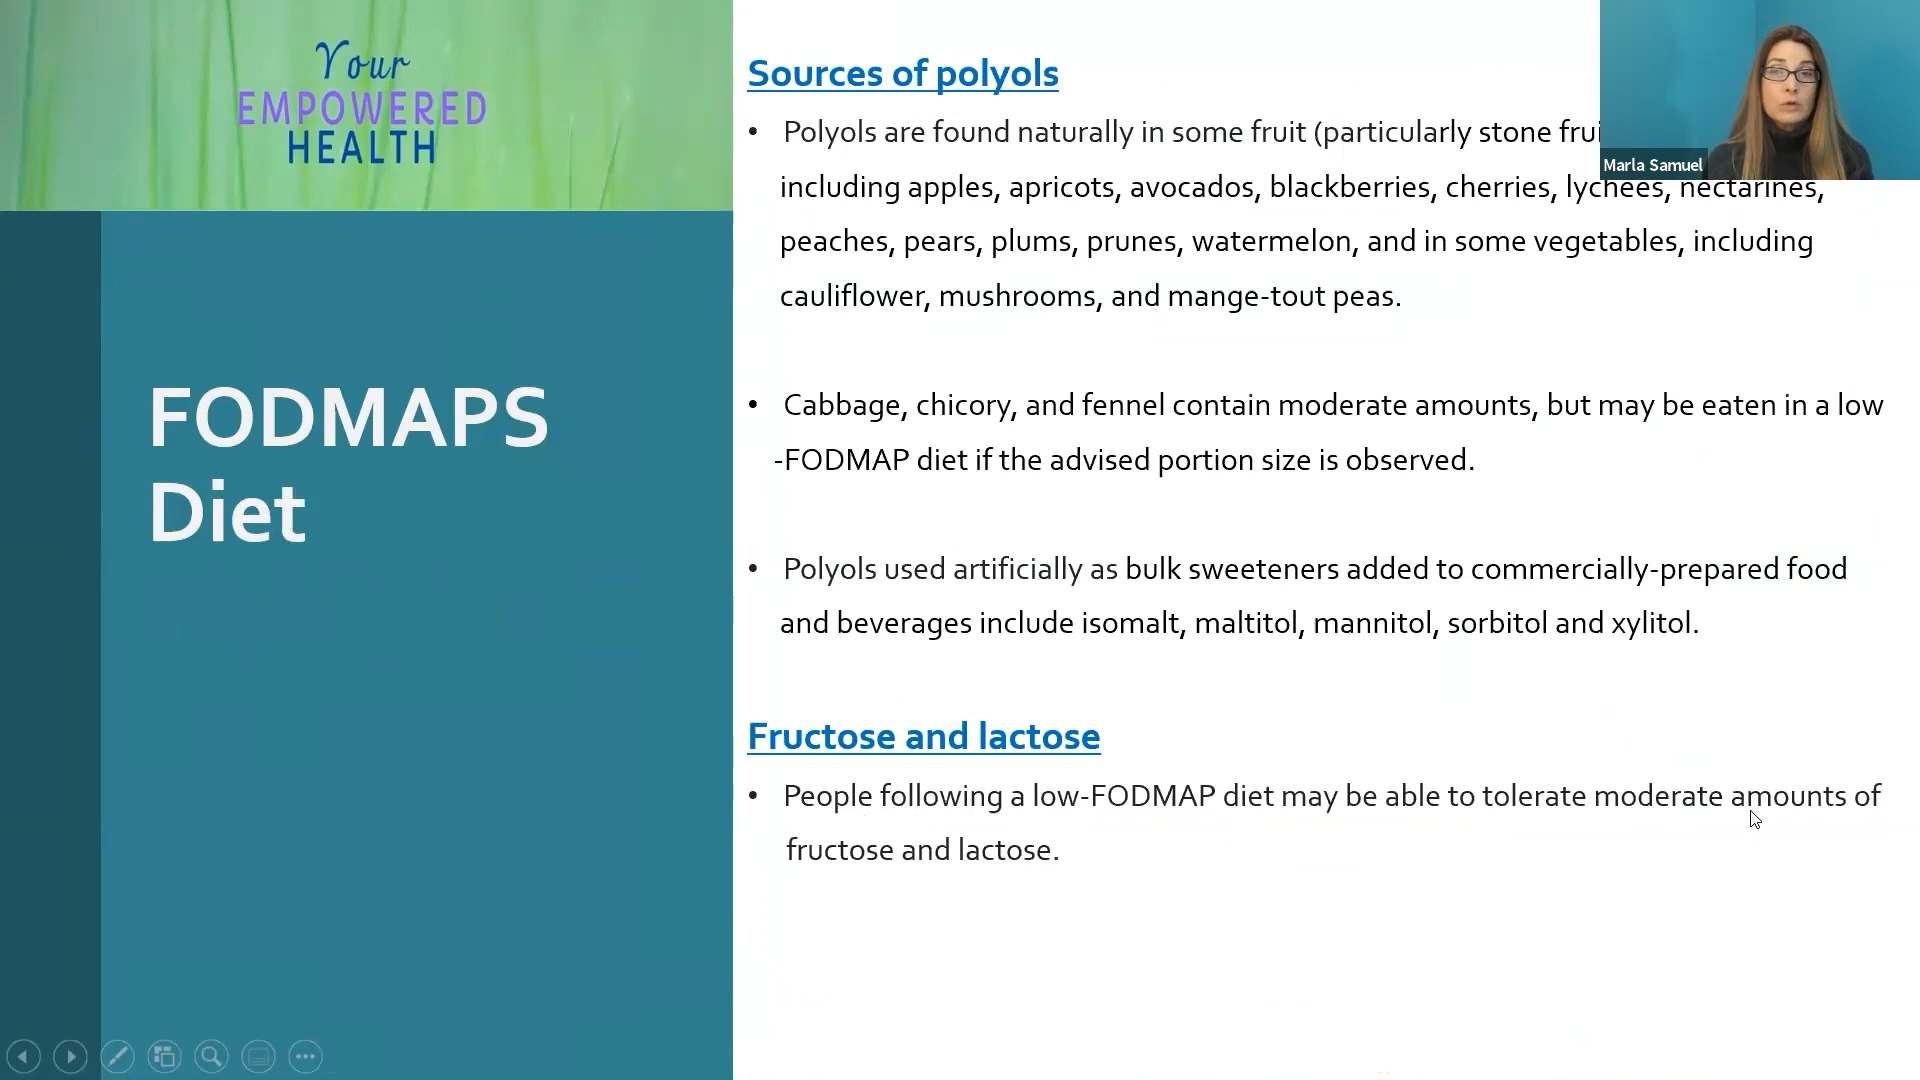 Your
EMPOWERED
HEALTH
FODMAPS
Diet
Sources of polyols
• Polyols are found naturally in some fruit (particularly stone
including apples, apricots, avocados, blackberries, cherries, lychees, nectarines,
peaches, pears, plums, prunes, watermelon, and in some vegetables, including
cauliflower, mushrooms, and mange-tout peas.
• Cabbage, chicory, and fennel contain moderate amounts, but may be eaten in a low
-FODMAP diet if the advised portion size is observed.
• Polyols used artificially as bulk sweeteners added to commercially-prepared food
and beverages include isomalt, maltitol, mannitol, sorbitol and xylitol.
Fructose and lactose
• People following a low-FODMAP diet may be able to tolerate moderate amounts of
fructose and lactose.
Marla Samuel